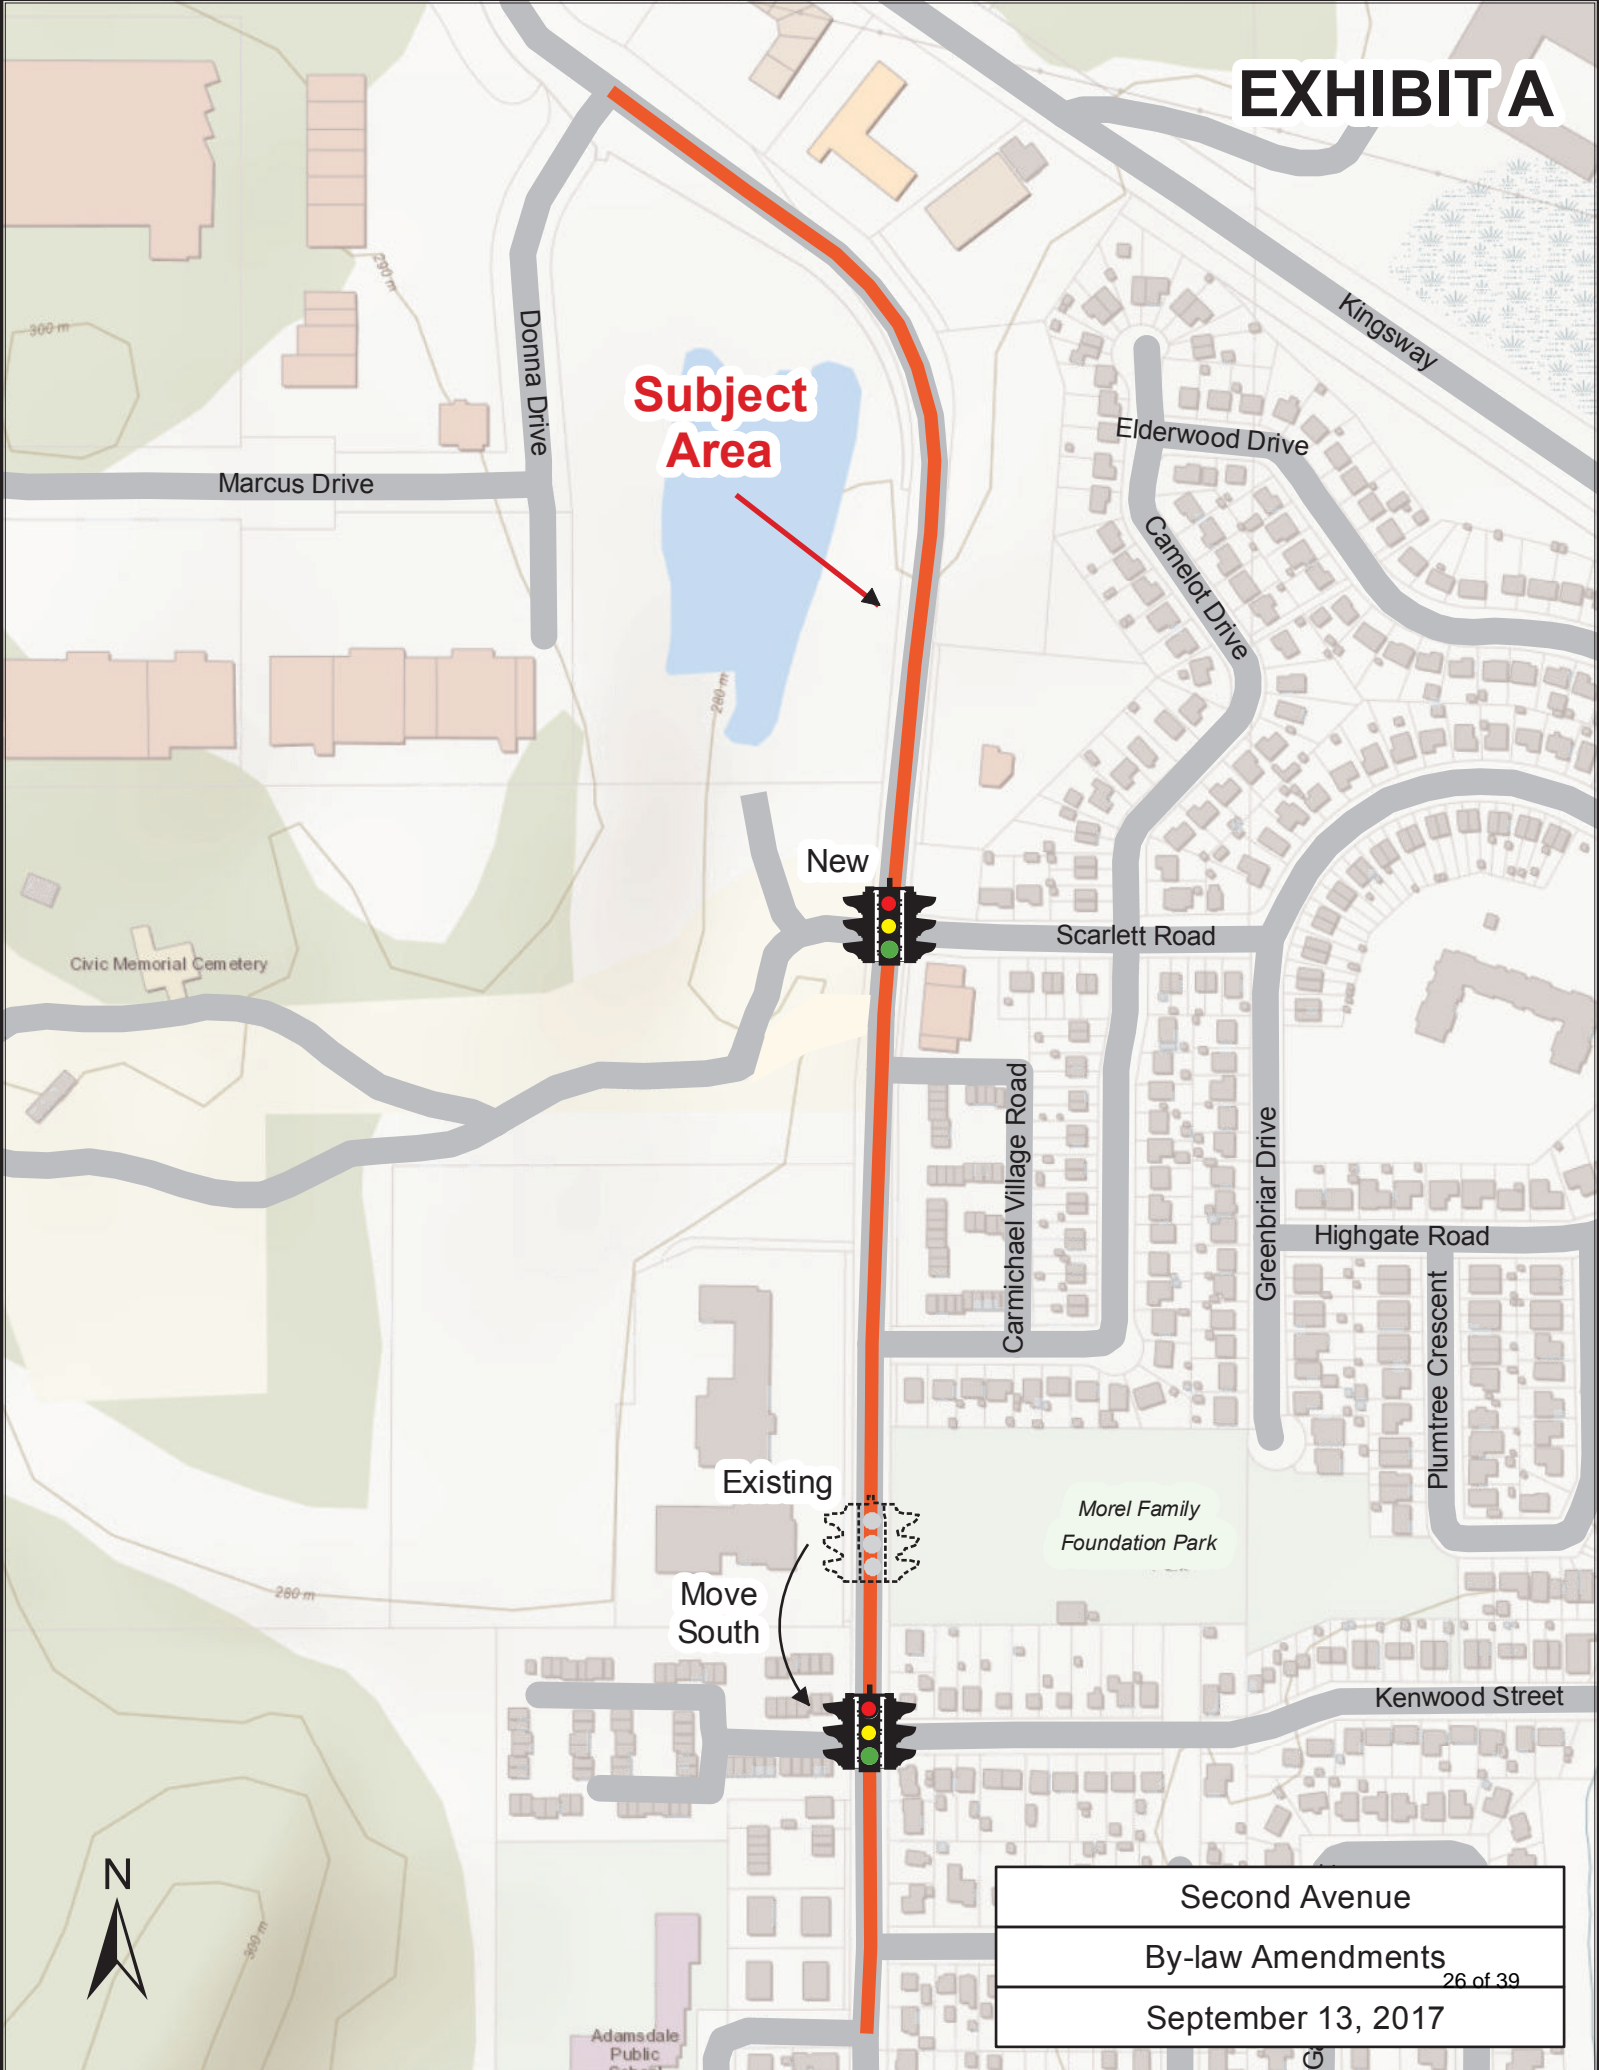 EXHIBIT A
290 m
300 m
Kingsway
Donna Drive
Subject
Area
Elderwood Drive
Marcus Drive
Camelot Drive
280 m
New
Scarlett Road
Civic Memorial Cemetery
Carmichael Village Road
Greenbriar Drive
Highgate Road
Plumtree Crescent
Existing
Morel Family
Foundation Park
280 m
Move
South
Kenwood Street
N
300 m
Second Avenue
By-law Amendments
26 of 39
September 13, 2017
Adamsdale
Public